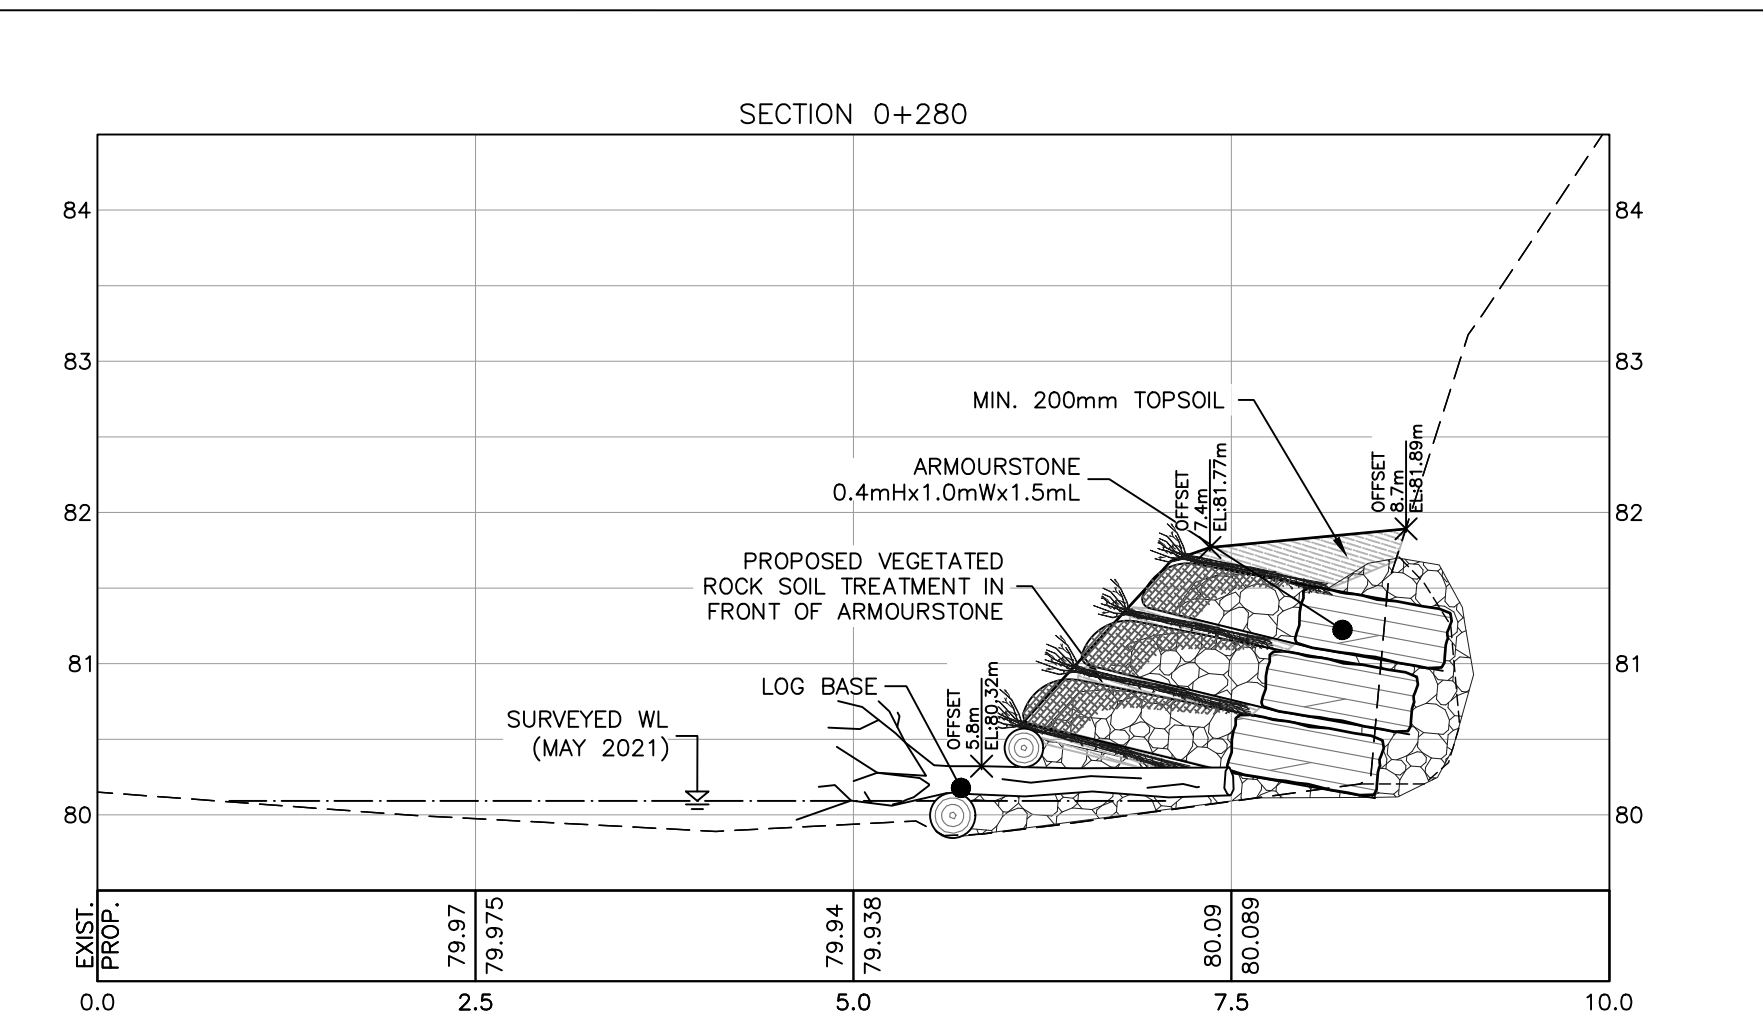 SECTION 0+280
84
84
83
83
MIN. 200mm TOPSOIL
OFFSET
8.7m
EL:81.89m
ARMOURSTONE
0.4mHx1.0mWx1.5mL
OFFSET
7.4m
EL:81.77m
82
82
PROPOSED VEGETATED
ROCK SOIL TREATMENT IN
FRONT OF ARMOURSTONE
81
81
LOG BASE
OFFSET
5.8m
EL:80.32m
SURVEYED WL
(MAY 2021)
80
80
EXIST.
PROP.
79.97
79.975
79.94
79.938
80.09
80.089
0.0
2.5
5.0
7.5
10.0